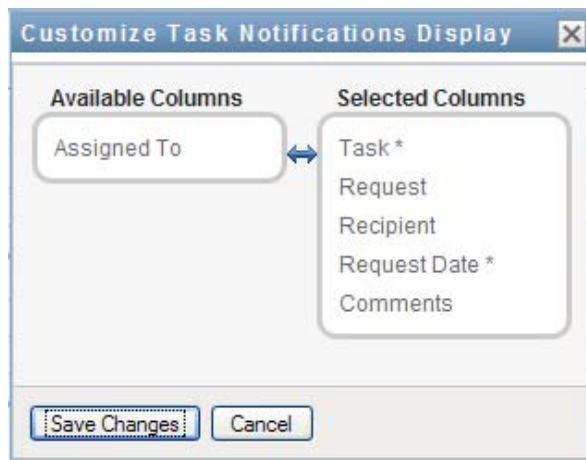 Customize Task Notifications Display
Available Columns
Assigned To
Selected Columns
Task *
Request
Recipient
Request Date *
Comments
Save Changes
Cancel